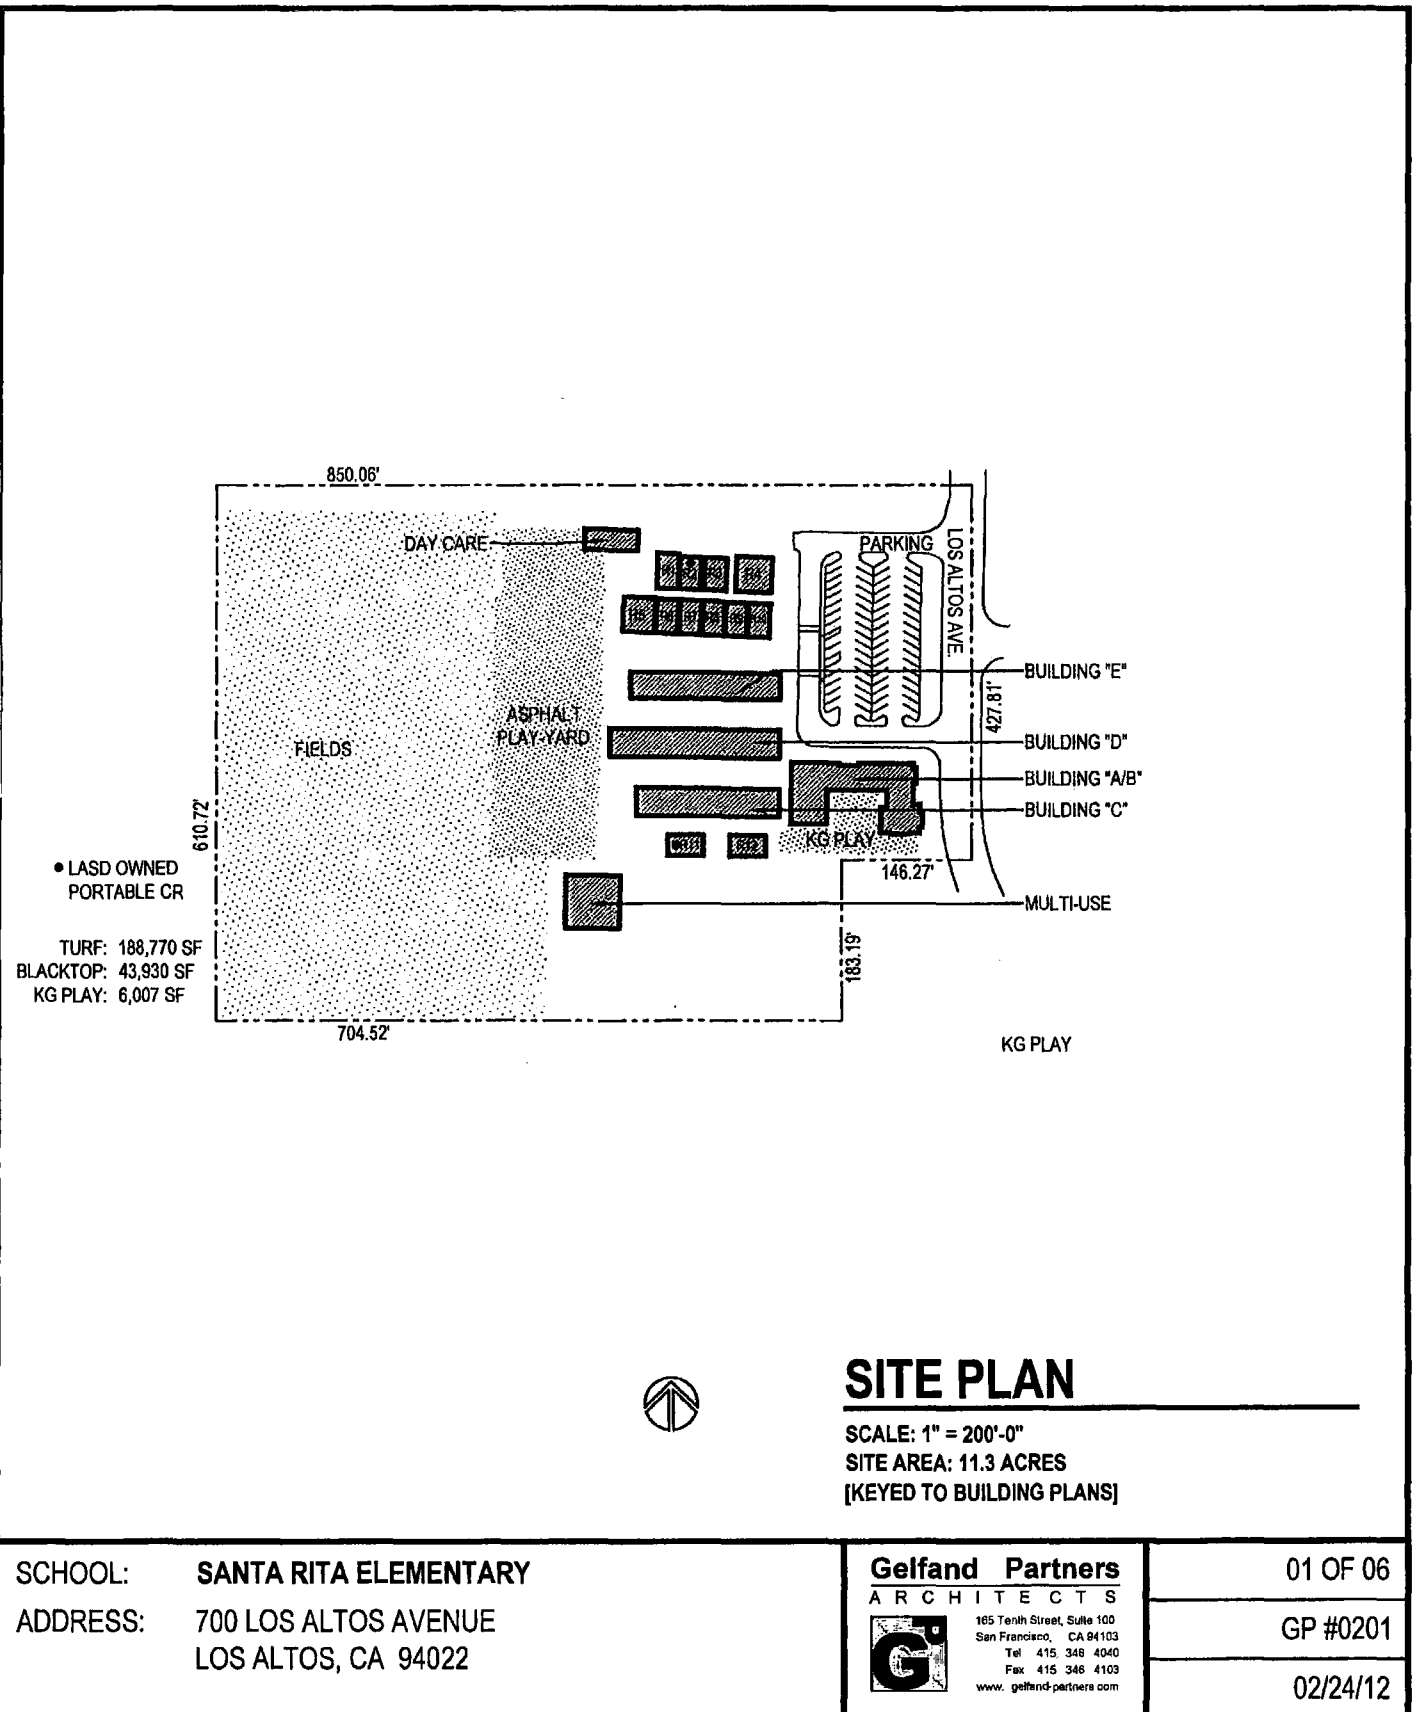 850.06'
DAY CARE
PARKING
LOS ALTOS AVE.
R4
BUILDING "E"
427.81'
ASPHALT
PLAY-YARD
FIELDS
BUILDING "D"
BUILDING "A/B"
BUILDING "C"
610.72'
KG PLAY
146.27'
• LASD OWNED
PORTABLE CR
MULTI-USE
183.19'
TURF: 188,770 SF
BLACKTOP: 43,930 SF
KG PLAY: 6,007 SF
704.52'
KG PLAY
SITE PLAN
SCALE: 1" = 200'-0"
SITE AREA: 11.3 ACRES
[KEYED TO BUILDING PLANS]
SCHOOL: SANTA RITA ELEMENTARY
ADDRESS: 700 LOS ALTOS AVENUE
LOS ALTOS, CA 94022
Gelfand Partners
ARCHITECTS
165 Tenth Street, Suite 100
San Francisco, CA 94103
Tel 415 346 4040
Fax 415 346 4103
www. gelfand-partners com
Gp
01 OF 06
GP #0201
02/24/12